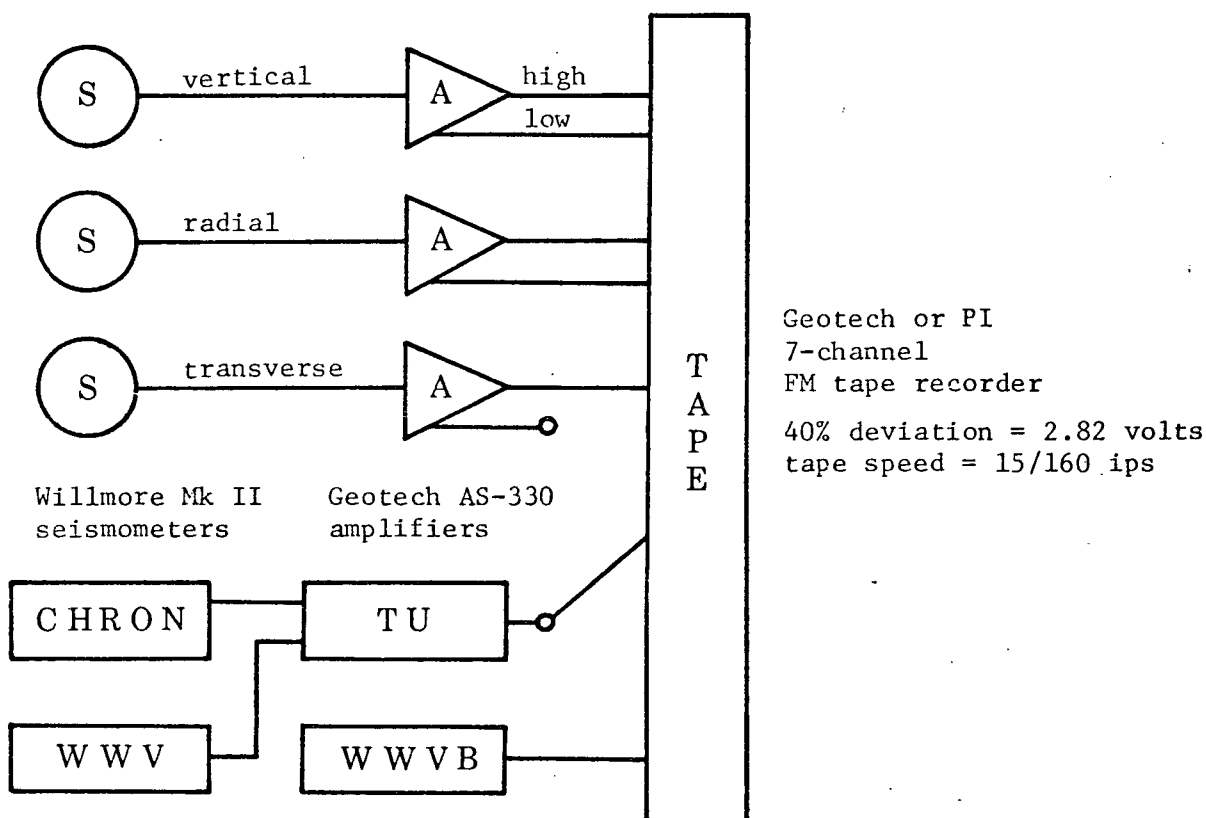 S
vertical
A
high
low
S
radial
A
S
transverse
A
TAPE
Geotech or PI
7-channel
FM tape recorder
40% deviation = 2.82 volts
tape speed = 15/160 ips
Willmore Mk II
seismometers
Geotech AS-330
amplifiers
CHRON
TU
WWV
WWVB